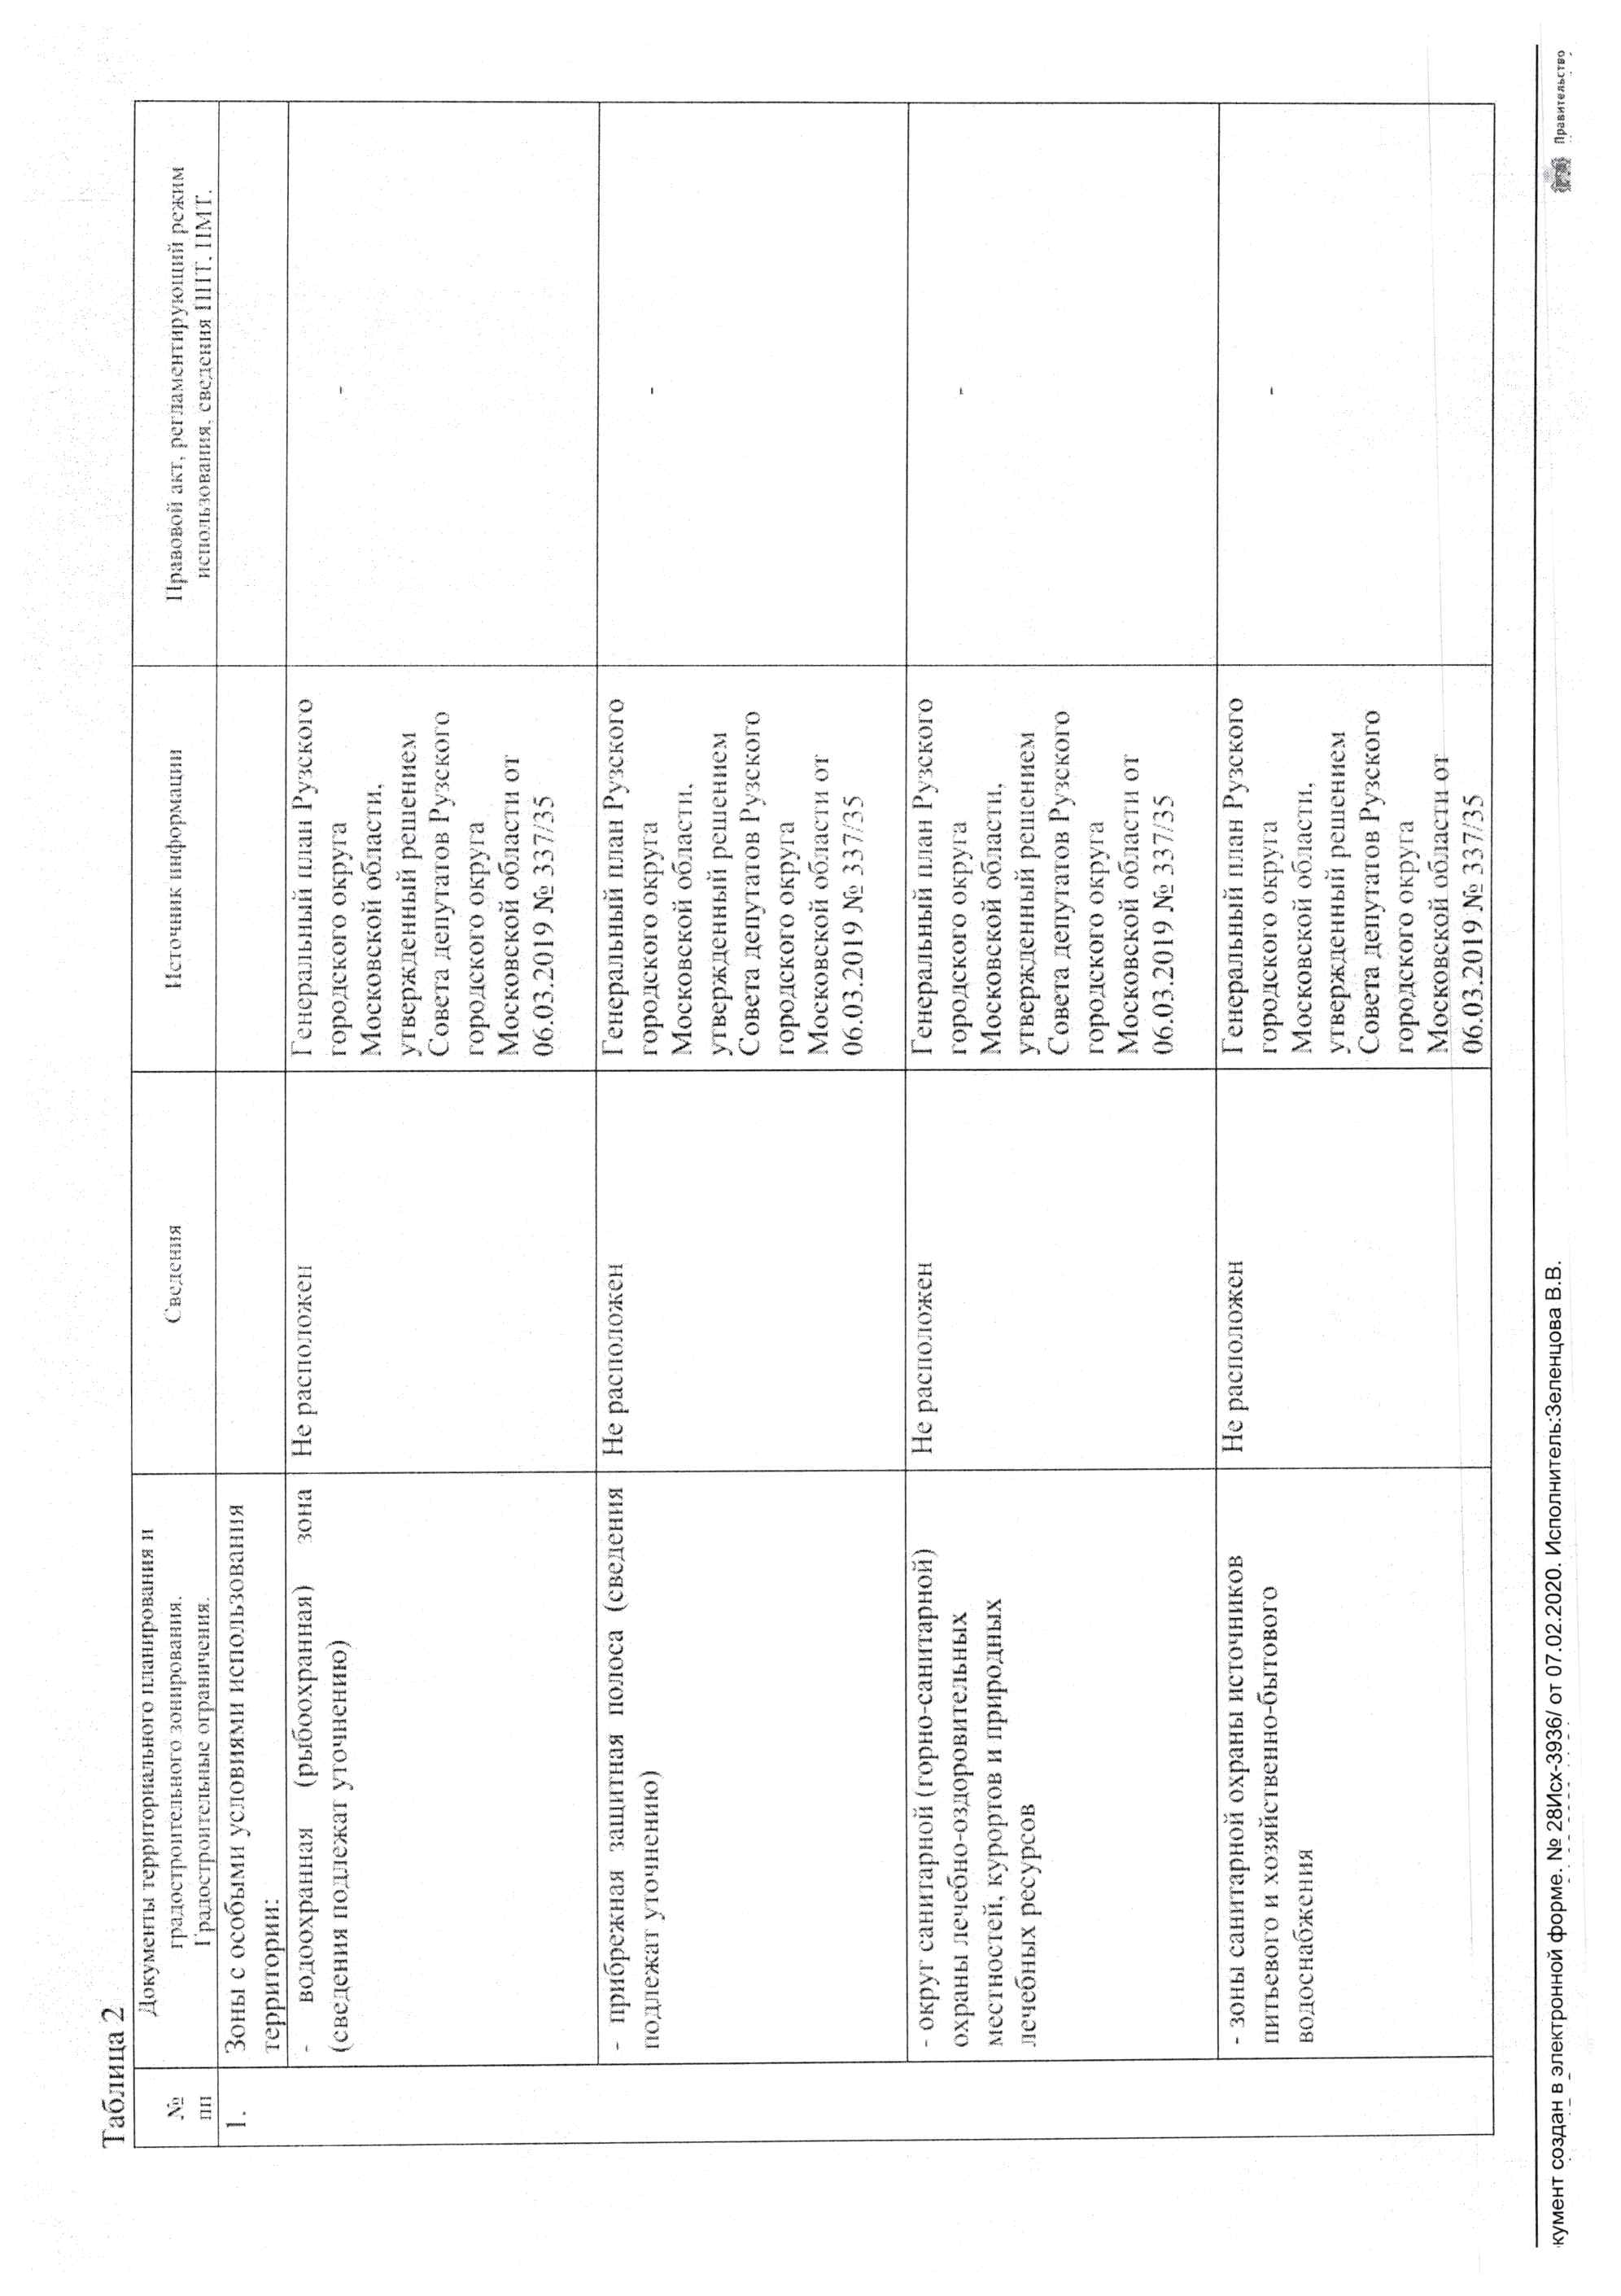 Таблица 2
№
пп
Документы территориального планирования и
градостроительного зонирования.
Градостроительные ограничения.
Сведения
Источник информации
Правовой акт, регламентирующий режим
использования, сведения ППТ, ПМТ.
1.
Зоны с особыми условиями использования
территории:
- водоохранная (рыбоохранная) зона
(сведения подлежат уточнению)
Не расположен
Генеральный план Рузского
городского округа
Московской области,
утвержденный решением
Совета депутатов Рузского
городского округа
Московской области от
06.03.2019 № 337/35
-
- прибрежная защитная полоса (сведения
подлежат уточнению)
Не расположен
Генеральный план Рузского
городского округа
Московской области,
утвержденный решением
Совета депутатов Рузского
городского округа
Московской области от
06.03.2019 № 337/35
-
- округ санитарной (горно-санитарной)
охраны лечебно-оздоровительных
местностей, курортов и природных
лечебных ресурсов
Не расположен
Генеральный план Рузского
городского округа
Московской области,
утвержденный решением
Совета депутатов Рузского
городского округа
Московской области от
06.03.2019 № 337/35
-
- зоны санитарной охраны источников
питьевого и хозяйственно-бытового
водоснабжения
Не расположен
Генеральный план Рузского
городского округа
Московской области,
утвержденный решением
Совета депутатов Рузского
городского округа
Московской области от
06.03.2019 № 337/35
-
кумент создан в электронной форме. № 28Исх-3936/ от 07.02.2020. Исполнитель:Зеленцова В.В.
Правительство